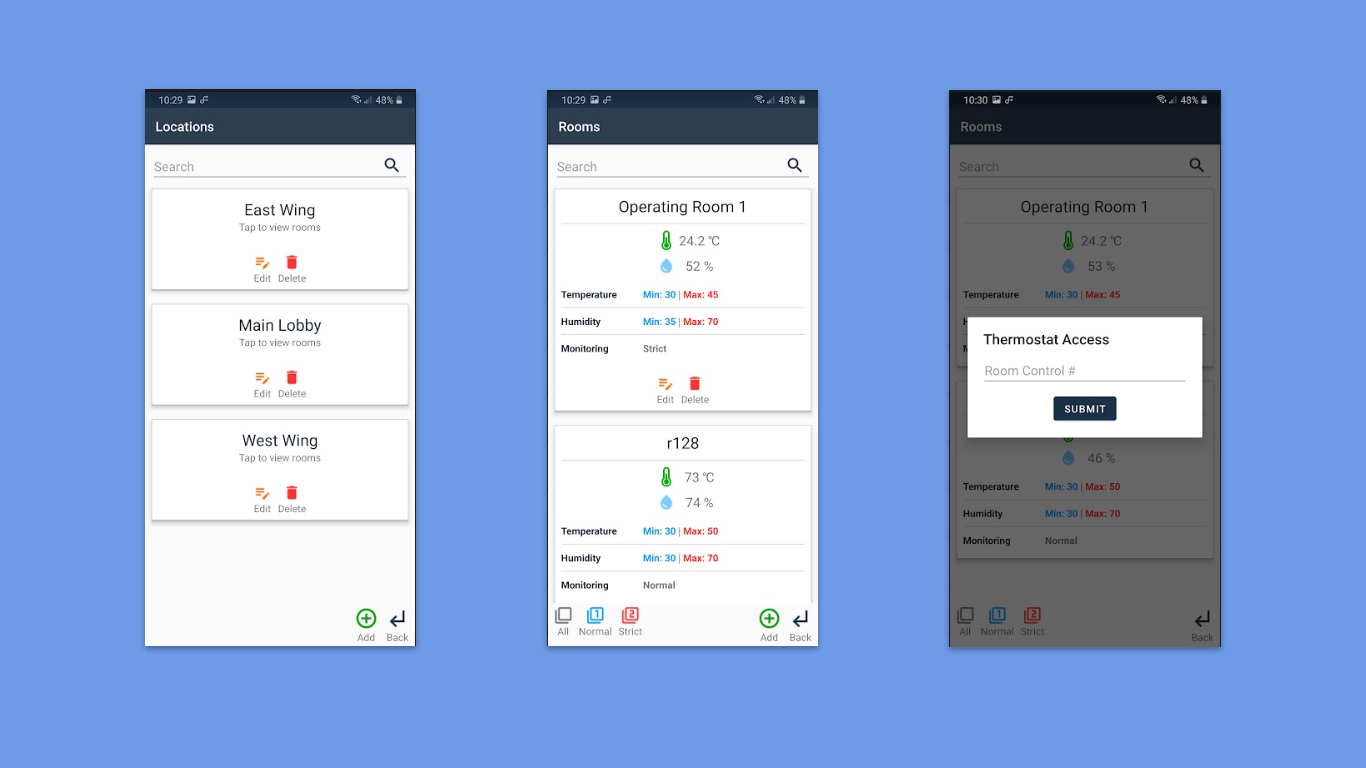 10:29 48%
Locations
Search
East Wing
Tap to view rooms
Edit Delete
Main Lobby
Tap to view rooms
Edit Delete
West Wing
Tap to view rooms
Edit Delete
Add Back
10:29 48%
Rooms
Search
Operating Room 1
24.2 °C
52 %
Temperature Min: 30 | Max: 45
Humidity Min: 35 | Max: 70
Monitoring Strict
Edit Delete
r128
73 °C
74 %
Temperature Min: 30 | Max: 50
Humidity Min: 30 | Max: 70
Monitoring Normal
1 2
All Normal Strict Add Back
10:30 48%
Rooms
Search
Operating Room 1
24.2 °C
53 %
Temperature Min: 30 | Max: 45
Thermostat Access
Room Control #
SUBMIT
46 %
Temperature Min: 30 | Max: 50
Humidity Min: 30 | Max: 70
Monitoring Normal
1 2
All Normal Strict Back